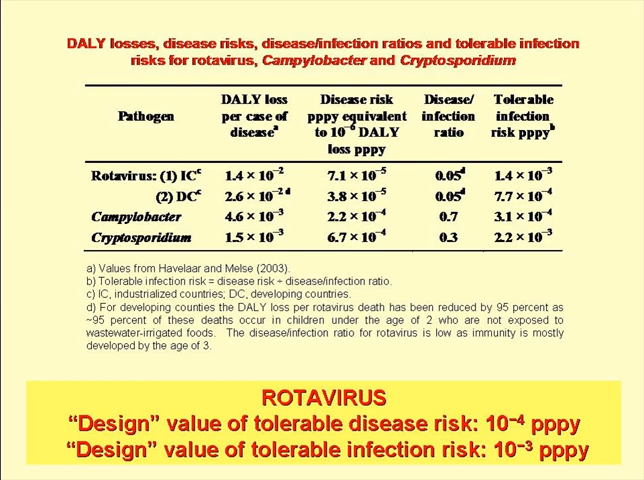 DALY losses, disease risks, disease/infection ratios and tolerable infection
risks for rotavirus, Campylobacter and Cryptosporidium
Pathogen DALY loss per case of diseaseᵃ Disease risk pppy equivalent to 10⁻⁶ DALY loss pppy Disease/ infection ratio Tolerable infection risk pppyᵇ
Rotavirus: (1) ICᶜ 1.4 × 10⁻² 7.1 × 10⁻⁵ 0.05ᵈ 1.4 × 10⁻³
(2) DCᶜ 2.6 × 10⁻² ᵈ 3.8 × 10⁻⁵ 0.05ᵈ 7.7 × 10⁻⁴
Campylobacter 4.6 × 10⁻³ 2.2 × 10⁻⁴ 0.7 3.1 × 10⁻⁴
Cryptosporidium 1.5 × 10⁻³ 6.7 × 10⁻⁴ 0.3 2.2 × 10⁻³
a) Values from Havelaar and Melse (2003).
b) Tolerable infection risk = disease risk ÷ disease/infection ratio.
c) IC, industrialized countries; DC, developing countries.
d) For developing counties the DALY loss per rotavirus death has been reduced by 95 percent as
~95 percent of these deaths occur in children under the age of 2 who are not exposed to
wastewater-irrigated foods. The disease/infection ratio for rotavirus is low as immunity is mostly
developed by the age of 3.
ROTAVIRUS
“Design” value of tolerable disease risk: 10⁻⁴ pppy
“Design” value of tolerable infection risk: 10⁻³ pppy